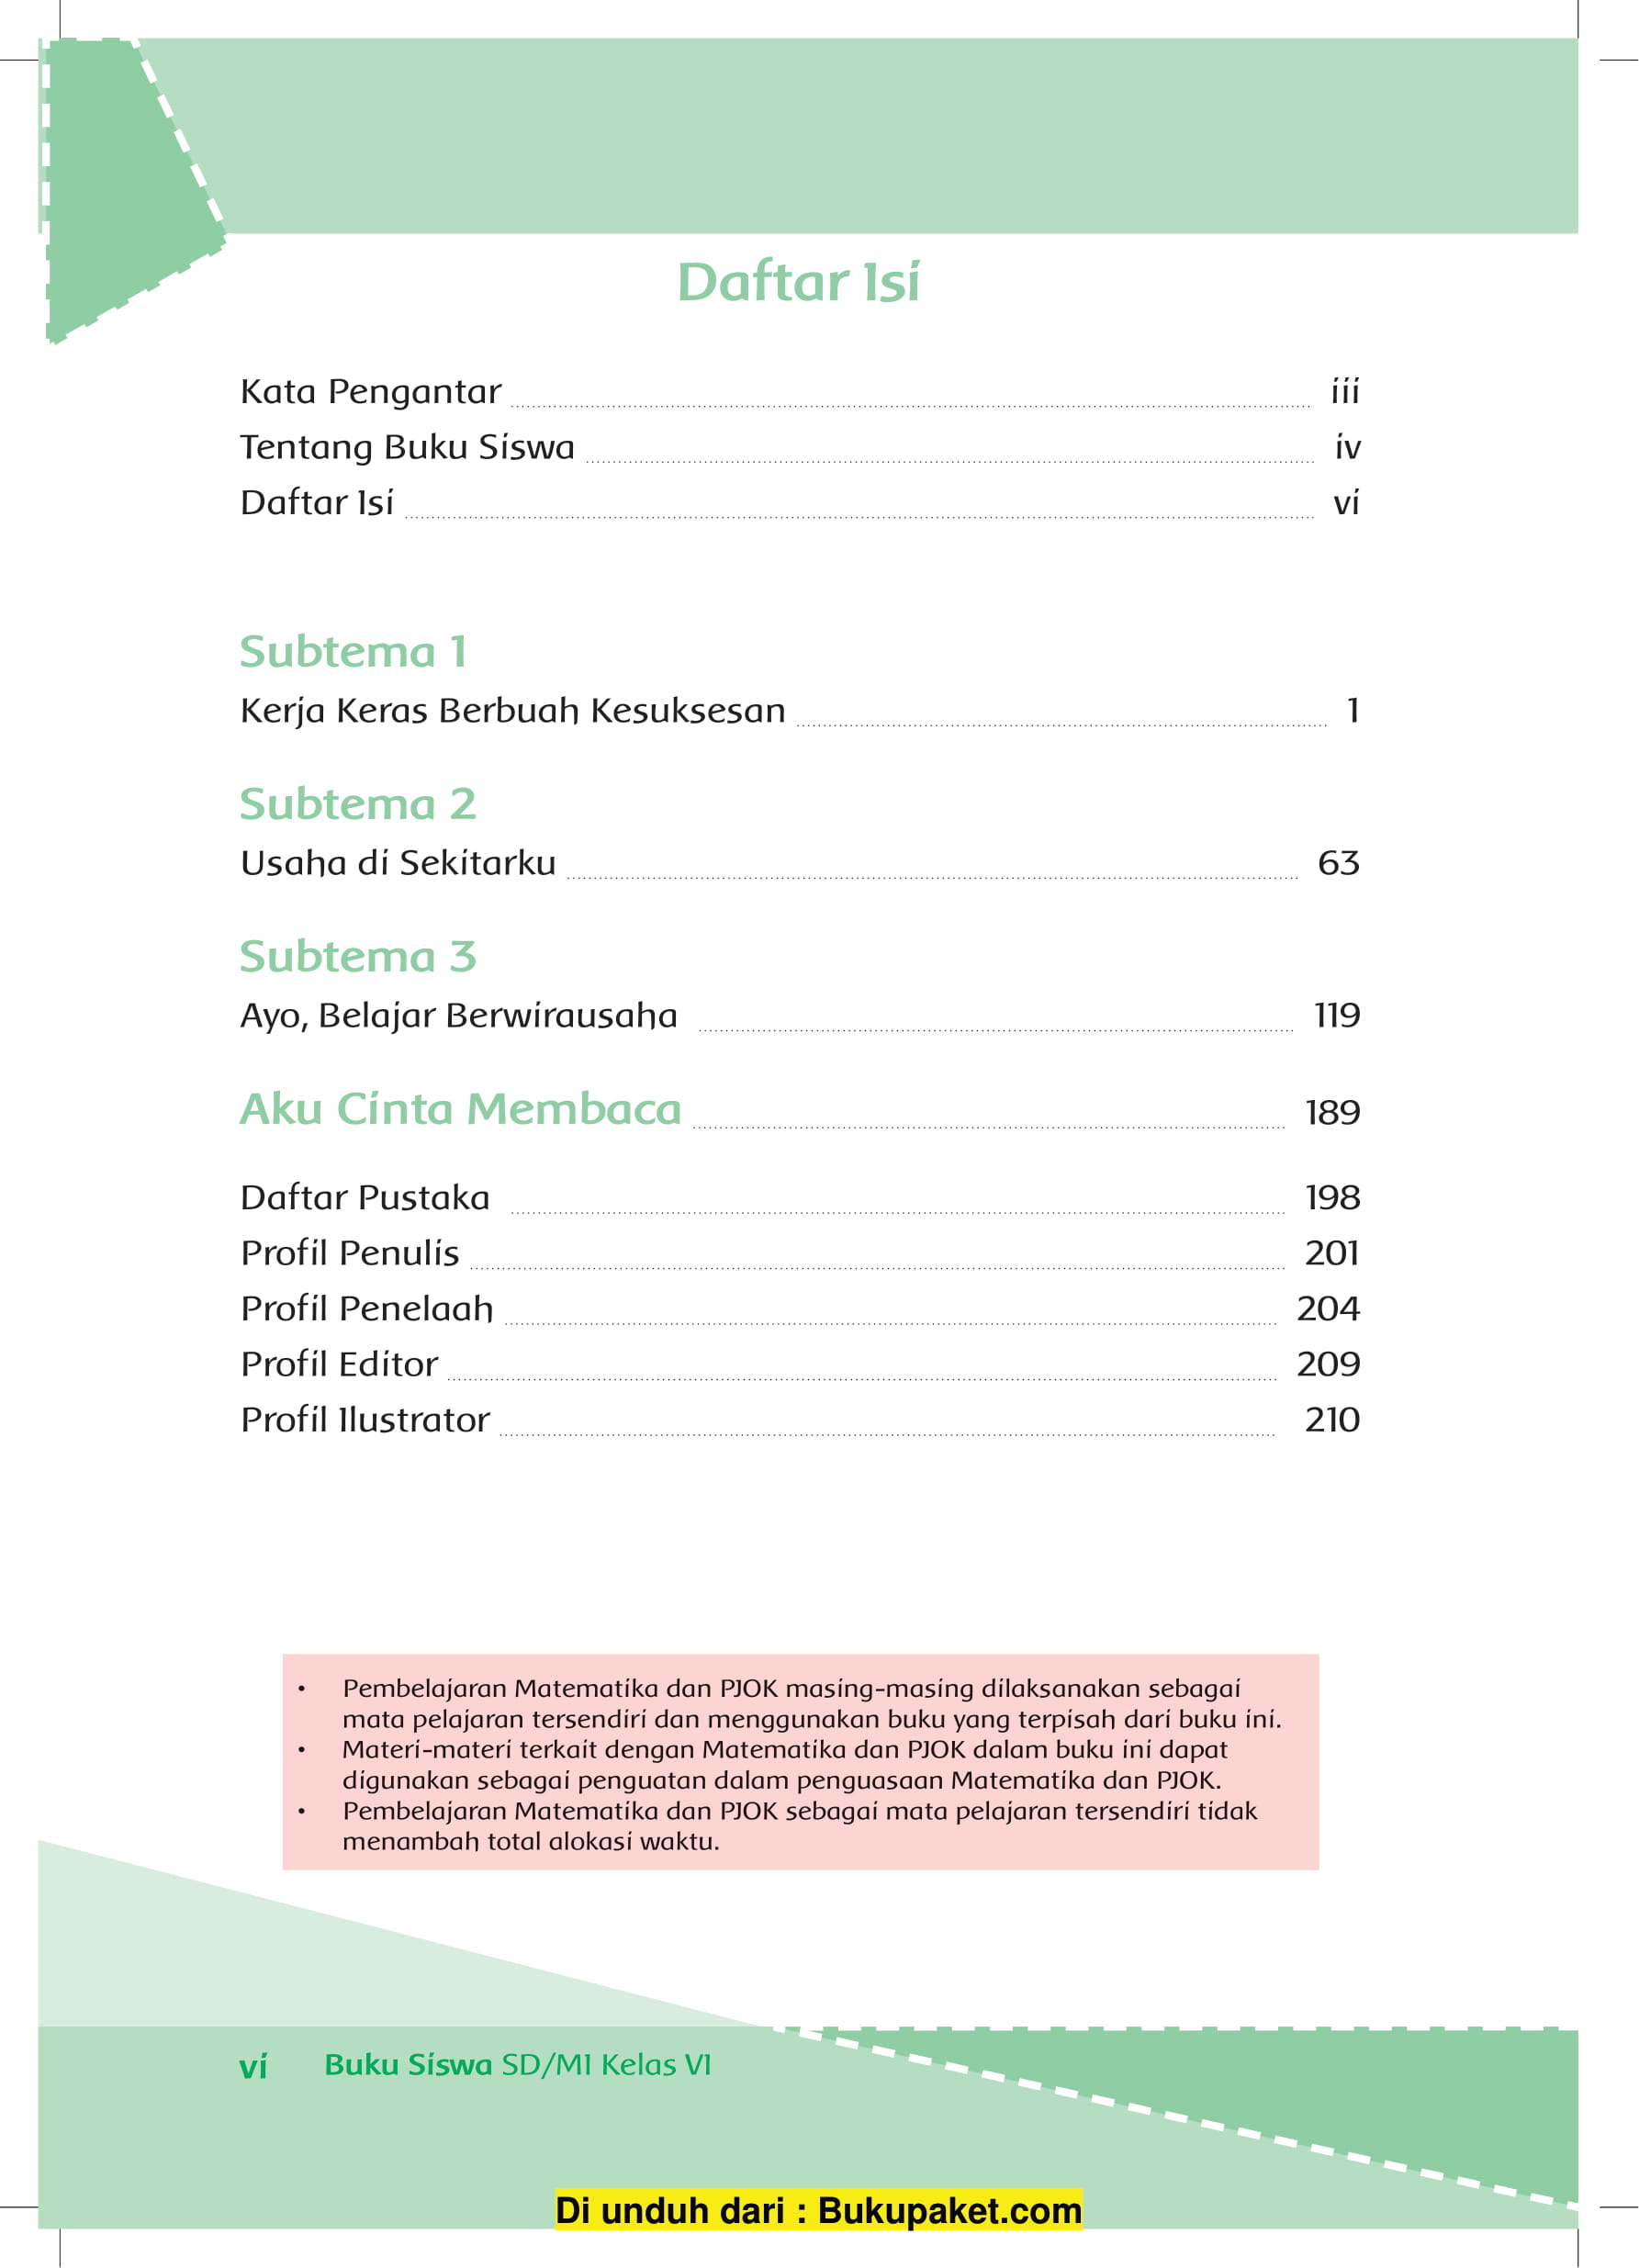 Daftar Isi
Kata Pengantar iii
Tentang Buku Siswa iv
Daftar Isi vi
Subtema 1
Kerja Keras Berbuah Kesuksesan 1
Subtema 2
Usaha di Sekitarku 63
Subtema 3
Ayo, Belajar Berwirausaha 119
Aku Cinta Membaca 189
Daftar Pustaka 198
Profil Penulis 201
Profil Penelaah 204
Profil Editor 209
Profil Ilustrator 210
• Pembelajaran Matematika dan PJOK masing-masing dilaksanakan sebagai
mata pelajaran tersendiri dan menggunakan buku yang terpisah dari buku ini.
• Materi-materi terkait dengan Matematika dan PJOK dalam buku ini dapat
digunakan sebagai penguatan dalam penguasaan Matematika dan PJOK.
• Pembelajaran Matematika dan PJOK sebagai mata pelajaran tersendiri tidak
menambah total alokasi waktu.
vi Buku Siswa SD/MI Kelas VI
Di unduh dari : Bukupaket.com